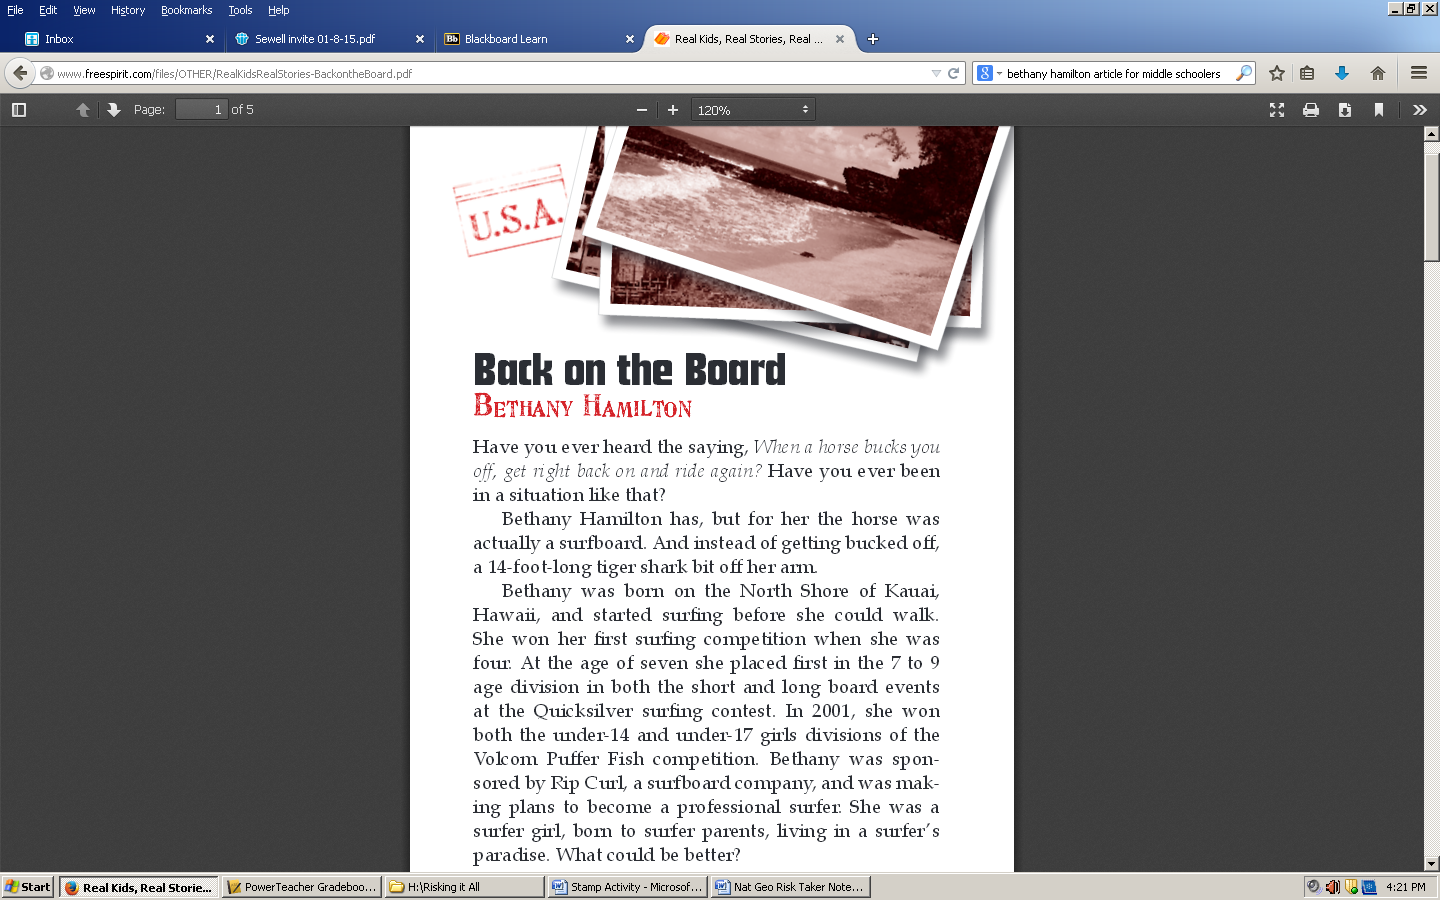 File Edit View History Bookmarks Tools Help
Inbox
Sewell invite 01-8-15.pdf
Bb Blackboard Learn
Real Kids, Real Stories, Real ...
www.freespirit.com/files/OTHER/RealKidsRealStories-BackontheBoard.pdf
bethany hamilton article for middle schoolers
Page: 1 of 5
120%
U.S.A.
Back on the Board
Bethany Hamilton
Have you ever heard the saying, When a horse bucks you
off, get right back on and ride again? Have you ever been
in a situation like that?
Bethany Hamilton has, but for her the horse was
actually a surfboard. And instead of getting bucked off,
a 14-foot-long tiger shark bit off her arm.
Bethany was born on the North Shore of Kauai,
Hawaii, and started surfing before she could walk.
She won her first surfing competition when she was
four. At the age of seven she placed first in the 7 to 9
age division in both the short and long board events
at the Quicksilver surfing contest. In 2001, she won
both the under-14 and under-17 girls divisions of the
Volcom Puffer Fish competition. Bethany was spon-
sored by Rip Curl, a surfboard company, and was mak-
ing plans to become a professional surfer. She was a
surfer girl, born to surfer parents, living in a surfer's
paradise. What could be better?
Start
Real Kids, Real Storie...
PowerTeacher Gradeboo...
H:\Risking it All
Stamp Activity - Microsof...
Nat Geo Risk Taker Note...
4:21 PM